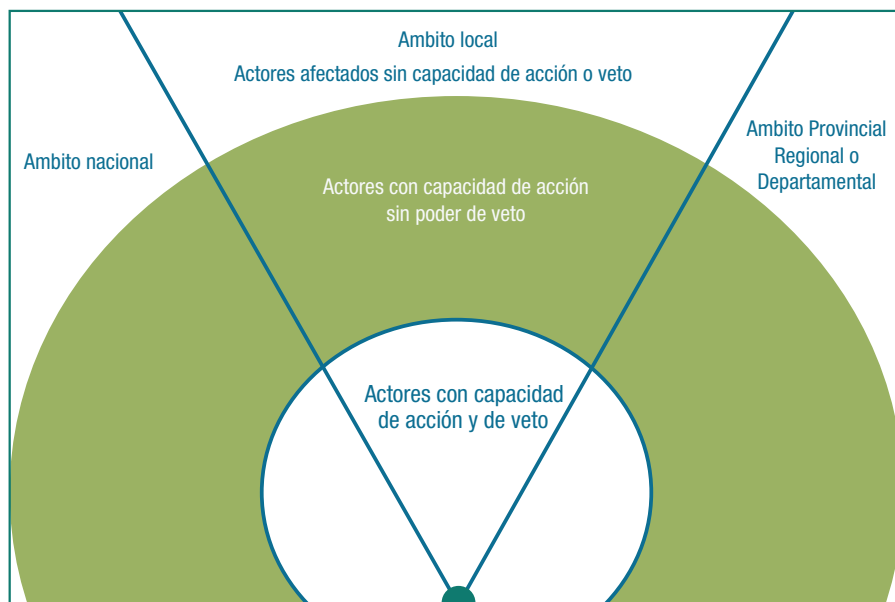 Ambito local
Actores afectados sin capacidad de acción o veto
Ambito nacional
Ambito Provincial
Regional o
Departamental
Actores con capacidad de acción
sin poder de veto
Actores con capacidad
de acción y de veto